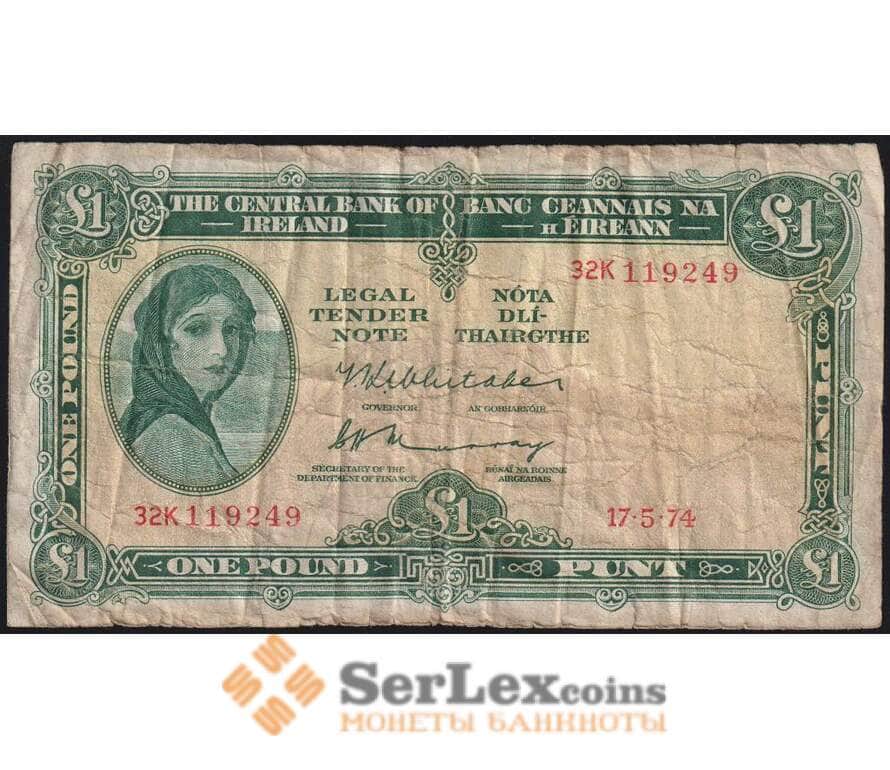 £1
THE CENTRAL BANK OF
IRELAND
BANC CEANNAIS NA
h ÉIREANN
£1
32K 119249
LEGAL
TENDER
NOTE
NÓTA
DLÍ-
THAIRGTHE
ONE POUND
PUNT
GOVERNOR
AN GOBHARNÓIR
SECRETARY OF THE
DEPARTMENT OF FINANCE
RÚNAÍ NA ROINNE
AIRGEADAIS
32K 119249
£1
17·5·74
£1
ONE POUND
PUNT
£1
SerLexcoins
МОНЕТЫ БАНКНОТЫ